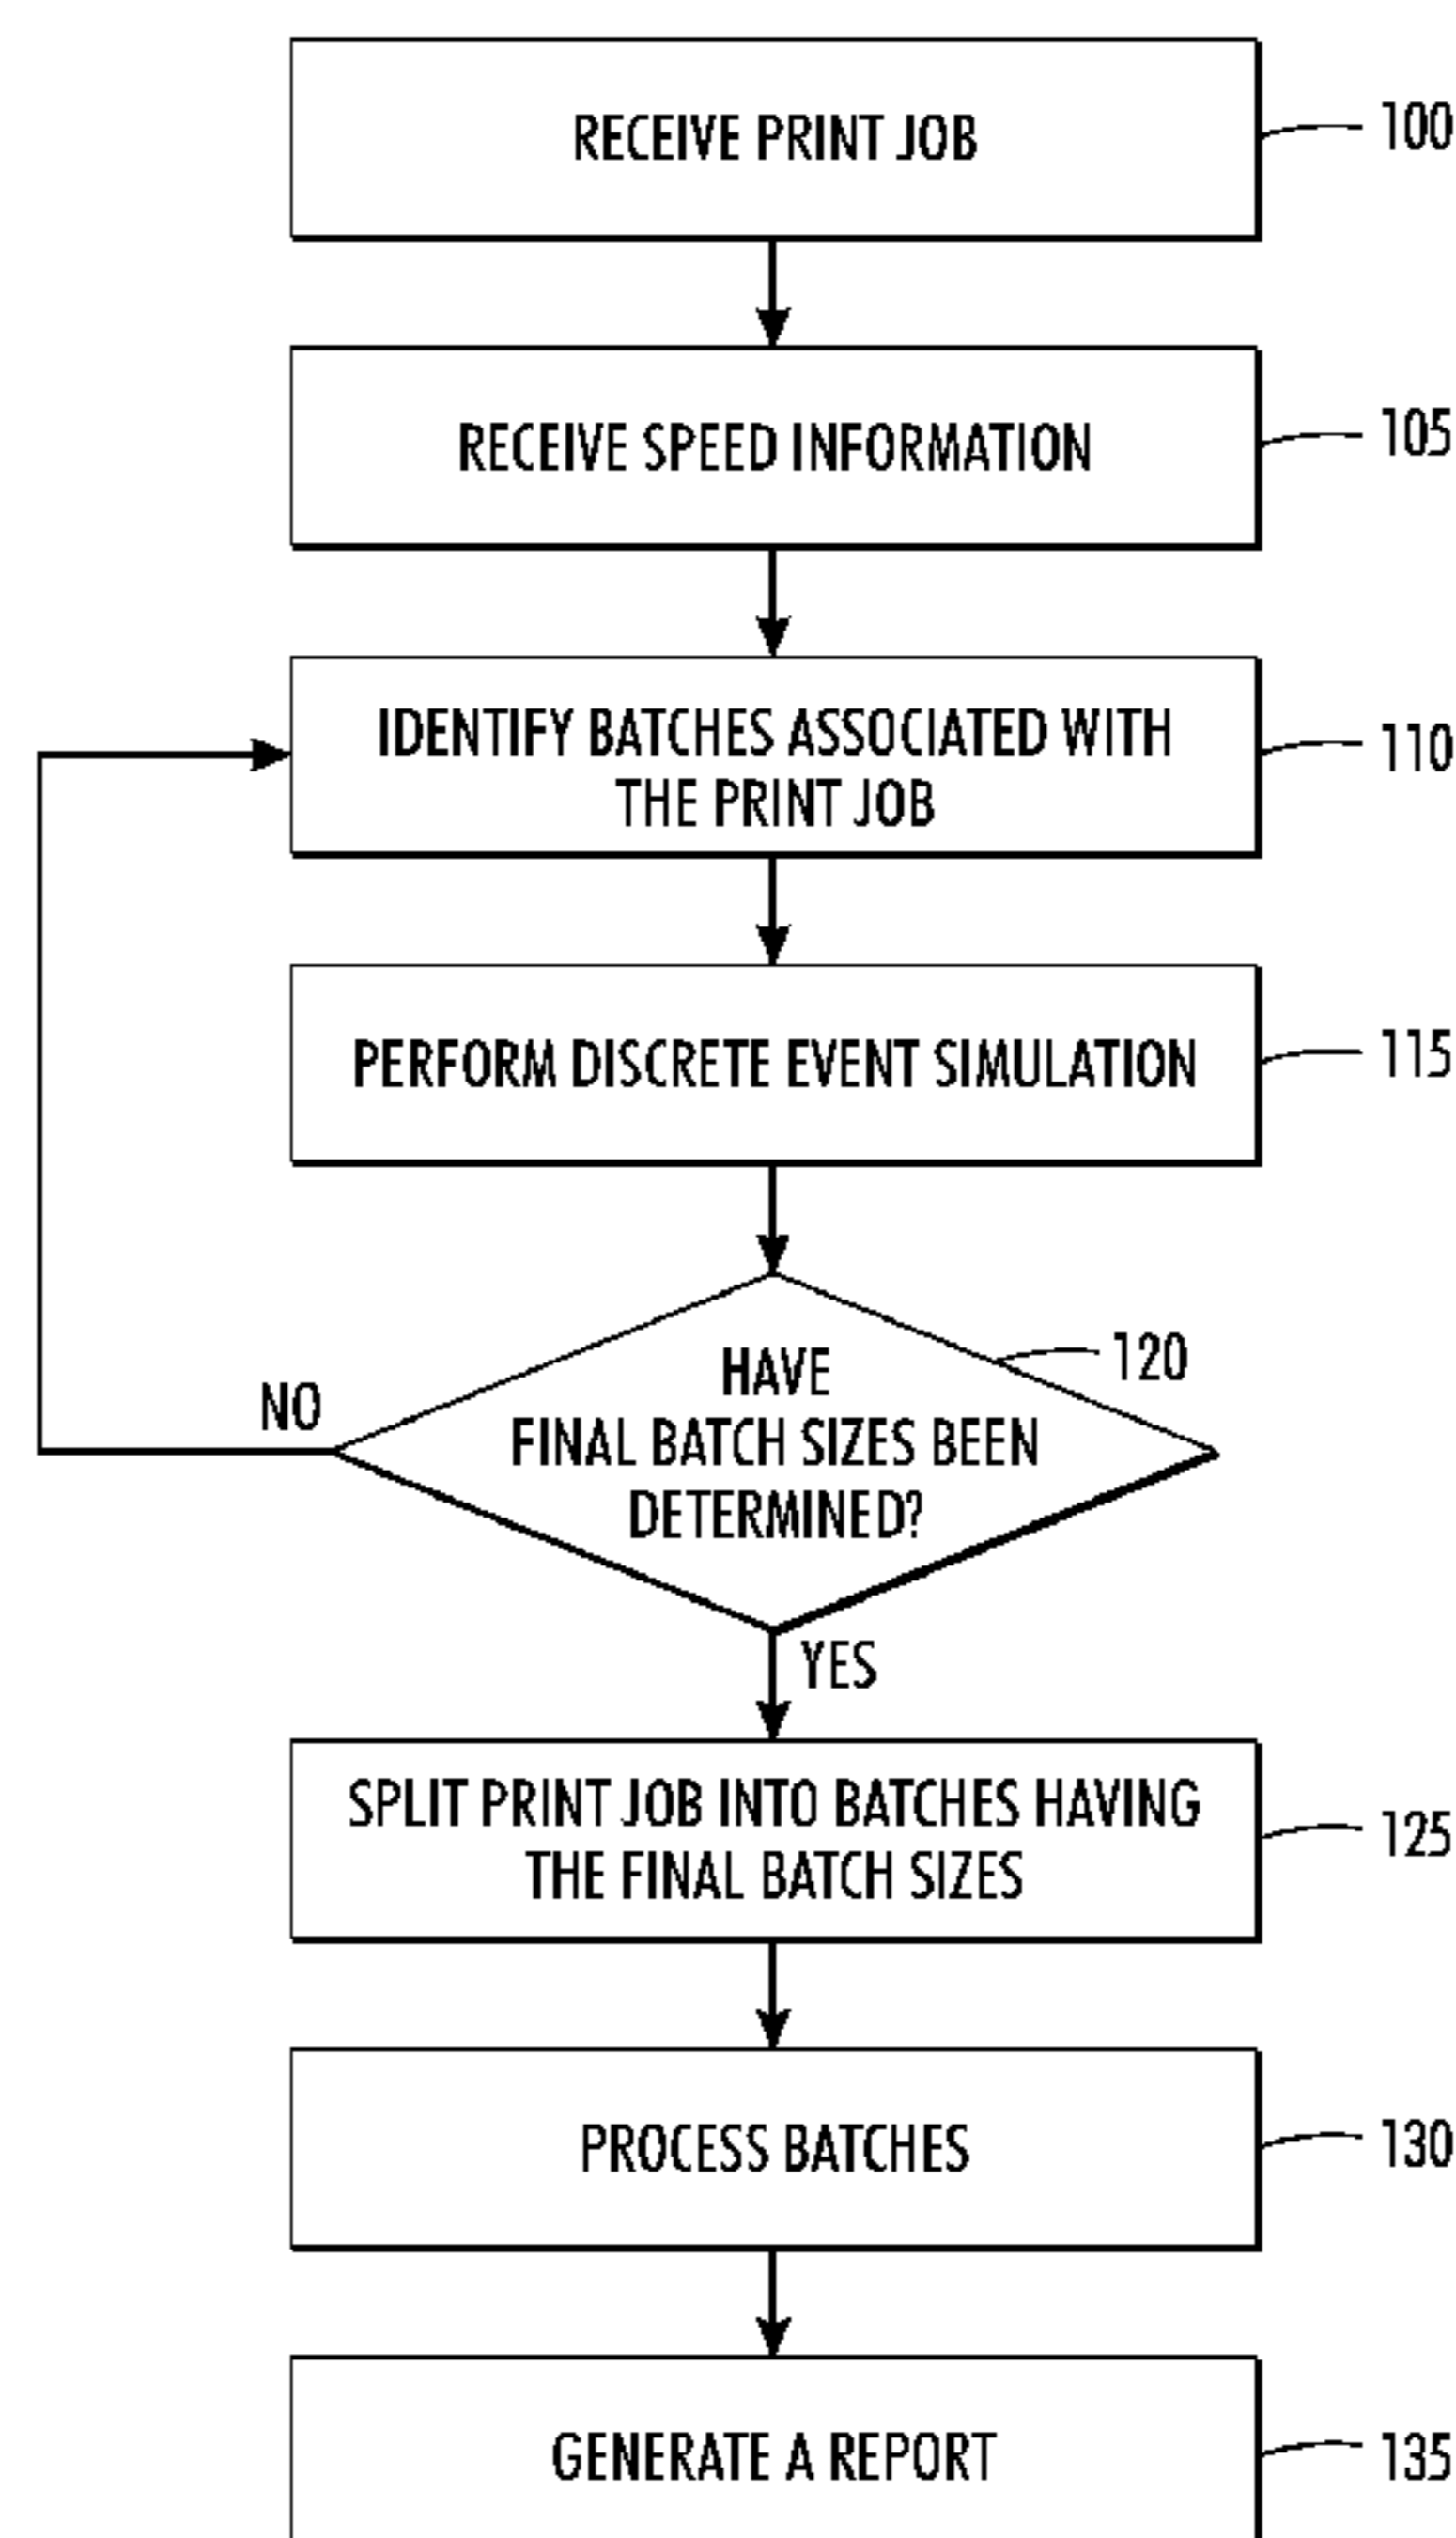 RECEIVE PRINT JOB
100
RECEIVE SPEED INFORMATION
105
IDENTIFY BATCHES ASSOCIATED WITH
THE PRINT JOB
110
PERFORM DISCRETE EVENT SIMULATION
115
HAVE
FINAL BATCH SIZES BEEN
DETERMINED?
120
NO
YES
SPLIT PRINT JOB INTO BATCHES HAVING
THE FINAL BATCH SIZES
125
PROCESS BATCHES
130
GENERATE A REPORT
135